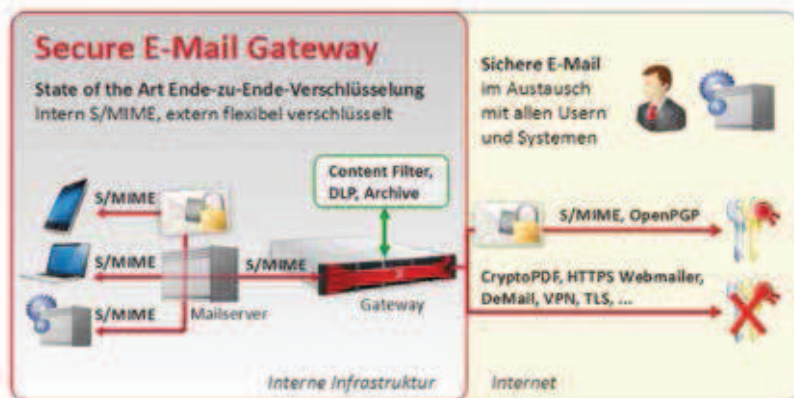 Secure E-Mail Gateway
State of the Art Ende-zu-Ende-Verschlüsselung
Intern S/MIME, extern flexibel verschlüsselt
Content Filter,
DLP, Archive
S/MIME
S/MIME
S/MIME
S/MIME
Mailserver
Gateway
Interne Infrastruktur
Sichere E-Mail
im Austausch
mit allen Usern
und Systemen
S/MIME, OpenPGP
CryptoPDF, HTTPS Webmailer,
DeMail, VPN, TLS, ...
Internet